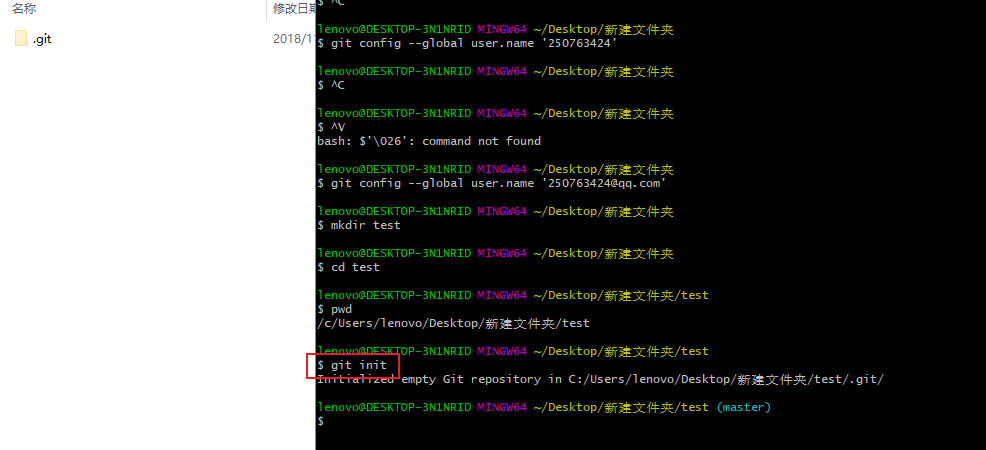 名称
修改日期
.git
2018/1
$ ^C
lenovo@DESKTOP-3N1NRID MINGW64 ~/Desktop/新建文件夹
$ git config --global user.name '250763424'
lenovo@DESKTOP-3N1NRID MINGW64 ~/Desktop/新建文件夹
$ ^C
lenovo@DESKTOP-3N1NRID MINGW64 ~/Desktop/新建文件夹
$ ^V
bash: $'\026': command not found
lenovo@DESKTOP-3N1NRID MINGW64 ~/Desktop/新建文件夹
$ git config --global user.name '250763424@qq.com'
lenovo@DESKTOP-3N1NRID MINGW64 ~/Desktop/新建文件夹
$ mkdir test
lenovo@DESKTOP-3N1NRID MINGW64 ~/Desktop/新建文件夹
$ cd test
lenovo@DESKTOP-3N1NRID MINGW64 ~/Desktop/新建文件夹/test
$ pwd
/c/Users/lenovo/Desktop/新建文件夹/test
lenovo@DESKTOP-3N1NRID MINGW64 ~/Desktop/新建文件夹/test
$ git init
Initialized empty Git repository in C:/Users/lenovo/Desktop/新建文件夹/test/.git/
lenovo@DESKTOP-3N1NRID MINGW64 ~/Desktop/新建文件夹/test (master)
$